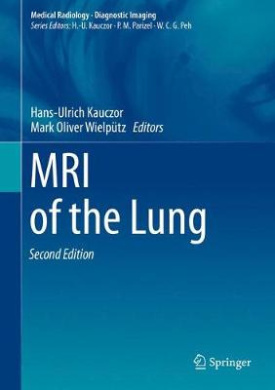 Medical Radiology · Diagnostic Imaging
Series Editors: H.-U. Kauczor · P. M. Parizel · W. C. G. Peh
Hans-Ulrich Kauczor
Mark Oliver Wielpütz Editors
MRI
of the Lung
Second Edition
Springer